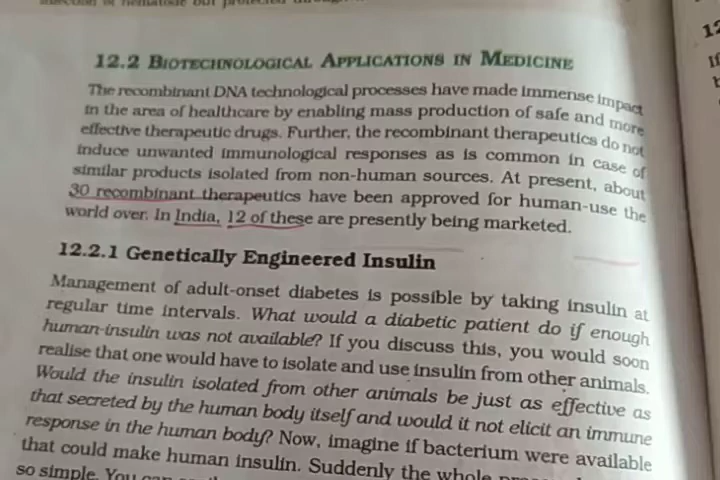 12.2 BIOTECHNOLOGICAL APPLICATIONS IN MEDICINE
The recombinant DNA technological processes have made immense impact
in the area of healthcare by enabling mass production of safe and more
effective therapeutic drugs. Further, the recombinant therapeutics do not
induce unwanted immunological responses as is common in case of
similar products isolated from non-human sources. At present, about
30 recombinant therapeutics have been approved for human-use the
world over. In India, 12 of these are presently being marketed.
12.2.1 Genetically Engineered Insulin
Management of adult-onset diabetes is possible by taking insulin at
regular time intervals. What would a diabetic patient do if enough
human-insulin was not available? If you discuss this, you would soon
realise that one would have to isolate and use insulin from other animals.
Would the insulin isolated from other animals be just as effective as
that secreted by the human body itself and would it not elicit an immune
response in the human body? Now, imagine if bacterium were available
that could make human insulin. Suddenly the whole
so simple. You can